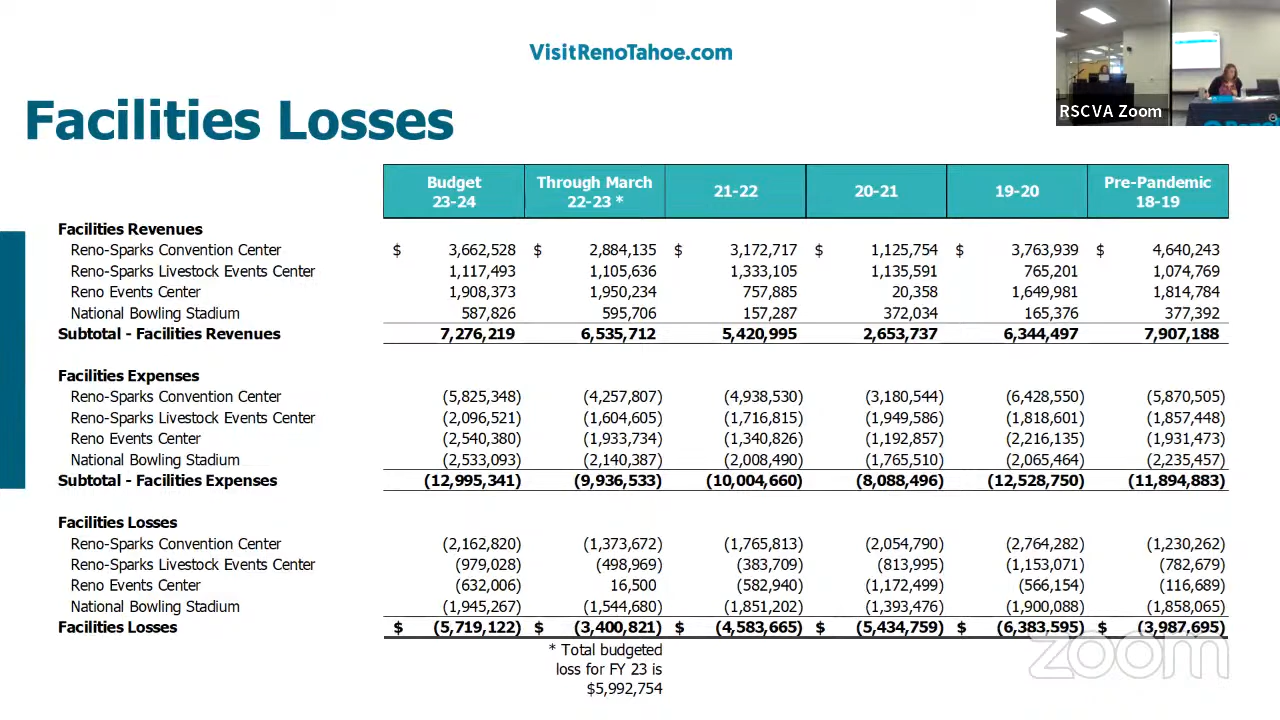 VisitRenoTahoe.com
RSCVA Zoom
Facilities Losses
Budget 23-24 Through March 22-23 * 21-22 20-21 19-20 Pre-Pandemic 18-19
Facilities Revenues
Reno-Sparks Convention Center $ 3,662,528 $ 2,884,135 $ 3,172,717 $ 1,125,754 $ 3,763,939 $ 4,640,243
Reno-Sparks Livestock Events Center 1,117,493 1,105,636 1,333,105 1,135,591 765,201 1,074,769
Reno Events Center 1,908,373 1,950,234 757,885 20,358 1,649,981 1,814,784
National Bowling Stadium 587,826 595,706 157,287 372,034 165,376 377,392
Subtotal - Facilities Revenues 7,276,219 6,535,712 5,420,995 2,653,737 6,344,497 7,907,188
Facilities Expenses
Reno-Sparks Convention Center (5,825,348) (4,257,807) (4,938,530) (3,180,544) (6,428,550) (5,870,505)
Reno-Sparks Livestock Events Center (2,096,521) (1,604,605) (1,716,815) (1,949,586) (1,818,601) (1,857,448)
Reno Events Center (2,540,380) (1,933,734) (1,340,826) (1,192,857) (2,216,135) (1,931,473)
National Bowling Stadium (2,533,093) (2,140,387) (2,008,490) (1,765,510) (2,065,464) (2,235,457)
Subtotal - Facilities Expenses (12,995,341) (9,936,533) (10,004,660) (8,088,496) (12,528,750) (11,894,883)
Facilities Losses
Reno-Sparks Convention Center (2,162,820) (1,373,672) (1,765,813) (2,054,790) (2,764,282) (1,230,262)
Reno-Sparks Livestock Events Center (979,028) (498,969) (383,709) (813,995) (1,153,071) (782,679)
Reno Events Center (632,006) 16,500 (582,940) (1,172,499) (566,154) (116,689)
National Bowling Stadium (1,945,267) (1,544,680) (1,851,202) (1,393,476) (1,900,088) (1,858,065)
Facilities Losses $ (5,719,122) $ (3,400,821) $ (4,583,665) $ (5,434,759) $ (6,383,595) $ (3,987,695)
* Total budgeted
loss for FY 23 is
$5,992,754
zoom